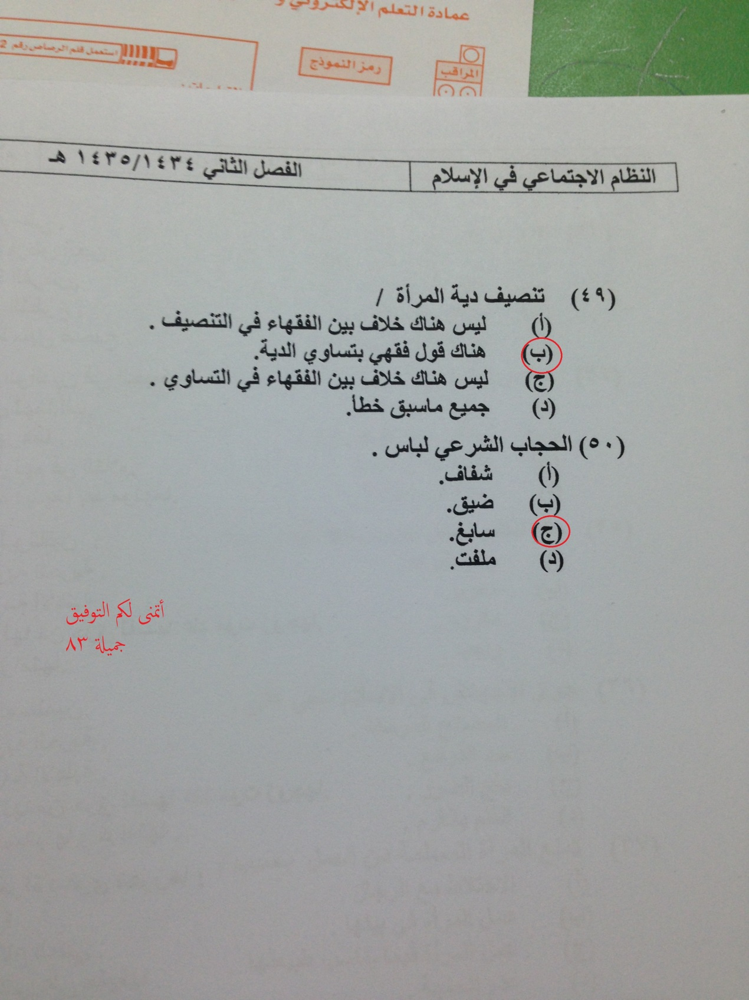 عمادة التعلم الإلكتروني و
رمز النموذج
المراقب
استعمل قلم الرصاص رقم 2
النظام الاجتماعي في الإسلام
الفصل الثاني ١٤٣٥/١٤٣٤ هـ
(٤٩) تنصيف دية المرأة /
(أ) ليس هناك خلاف بين الفقهاء في التنصيف .
(ب) هناك قول فقهي بتساوي الدية.
(ج) ليس هناك خلاف بين الفقهاء في التساوي .
(د) جميع ماسبق خطأ.
(٥٠) الحجاب الشرعي لباس .
(أ) شفاف.
(ب) ضيق.
(ج) سابغ.
(د) ملفت.
أتمنى لكم التوفيق
جميلة ٨٣